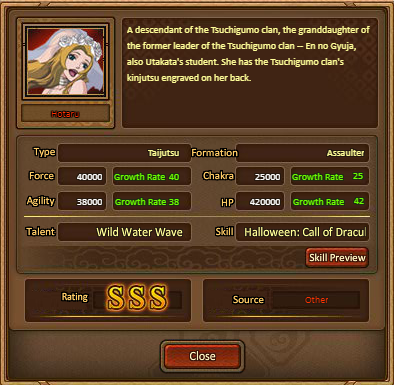 A descendant of the Tsuchigumo clan, the granddaughter of
the former leader of the Tsuchigumo clan -- En no Gyuja,
also Utakata's student. She has the Tsuchigumo clan's
kinjutsu engraved on her back.
Hotaru
Type Taijutsu Formation Assaulter
Force 40000 Growth Rate 40 Chakra 25000 Growth Rate 25
Agility 38000 Growth Rate 38 HP 420000 Growth Rate 42
Talent Wild Water Wave Skill Halloween: Call of Dracul
Skill Preview
Rating SSS Source Other
Close